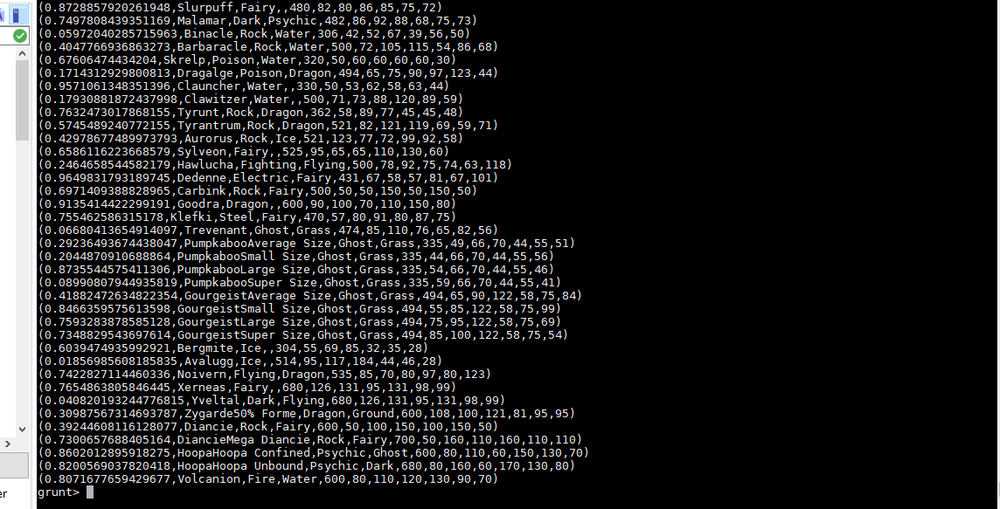 (0.8728857920261948,Slurpuff,Fairy,,480,82,80,86,85,75,72)
(0.7497808439351169,Malamar,Dark,Psychic,482,86,92,88,68,75,73)
(0.05972040285715963,Binacle,Rock,Water,306,42,52,67,39,56,50)
(0.4047766936863273,Barbaracle,Rock,Water,500,72,105,115,54,86,68)
(0.67606474434204,Skrelp,Poison,Water,320,50,60,60,60,60,30)
(0.1714312929800813,Dragalge,Poison,Dragon,494,65,75,90,97,123,44)
(0.9571061348351396,Clauncher,Water,,330,50,53,62,58,63,44)
(0.17930881872437998,Clawitzer,Water,,500,71,73,88,120,89,59)
(0.7632473017868155,Tyrunt,Rock,Dragon,362,58,89,77,45,45,48)
(0.5745489240772155,Tyrantrum,Rock,Dragon,521,82,121,119,69,59,71)
(0.42978677489973793,Aurorus,Rock,Ice,521,123,77,72,99,92,58)
(0.6586116223668579,Sylveon,Fairy,,525,95,65,65,110,130,60)
(0.2464658544582179,Hawlucha,Fighting,Flying,500,78,92,75,74,63,118)
(0.9649831793189745,Dedenne,Electric,Fairy,431,67,58,57,81,67,101)
(0.6971409388828965,Carbink,Rock,Fairy,500,50,50,150,50,150,50)
(0.9135414422299191,Goodra,Dragon,,600,90,100,70,110,150,80)
(0.755462586315178,Klefki,Steel,Fairy,470,57,80,91,80,87,75)
(0.06680413654914097,Trevenant,Ghost,Grass,474,85,110,76,65,82,56)
(0.29236493674438047,PumpkabooAverage Size,Ghost,Grass,335,49,66,70,44,55,51)
(0.2044870910688864,PumpkabooSmall Size,Ghost,Grass,335,44,66,70,44,55,56)
(0.8735544575411306,PumpkabooLarge Size,Ghost,Grass,335,54,66,70,44,55,46)
(0.08990807944935819,PumpkabooSuper Size,Ghost,Grass,335,59,66,70,44,55,41)
(0.41882472634822354,GourgeistAverage Size,Ghost,Grass,494,65,90,122,58,75,84)
(0.8466359575613598,GourgeistSmall Size,Ghost,Grass,494,55,85,122,58,75,99)
(0.7593283878585128,GourgeistLarge Size,Ghost,Grass,494,75,95,122,58,75,69)
(0.7348829543697614,GourgeistSuper Size,Ghost,Grass,494,85,100,122,58,75,54)
(0.6039474935992921,Bergmite,Ice,,304,55,69,85,32,35,28)
(0.01856985608185835,Avalugg,Ice,,514,95,117,184,44,46,28)
(0.7422827114460336,Noivern,Flying,Dragon,535,85,70,80,97,80,123)
(0.7654863805846445,Xerneas,Fairy,,680,126,131,95,131,98,99)
(0.040820193244776815,Yveltal,Dark,Flying,680,126,131,95,131,98,99)
(0.30987567314693787,Zygarde50% Forme,Dragon,Ground,600,108,100,121,81,95,95)
(0.39244608116128077,Diancie,Rock,Fairy,600,50,100,150,100,150,50)
(0.7300657688405164,DiancieMega Diancie,Rock,Fairy,700,50,160,110,160,110,110)
(0.8602012895918275,HoopaHoopa Confined,Psychic,Ghost,600,80,110,60,150,130,70)
(0.8200569037820418,HoopaHoopa Unbound,Psychic,Dark,680,80,160,60,170,130,80)
(0.8071677659429677,Volcanion,Fire,Water,600,80,110,120,130,90,70)
grunt>
er